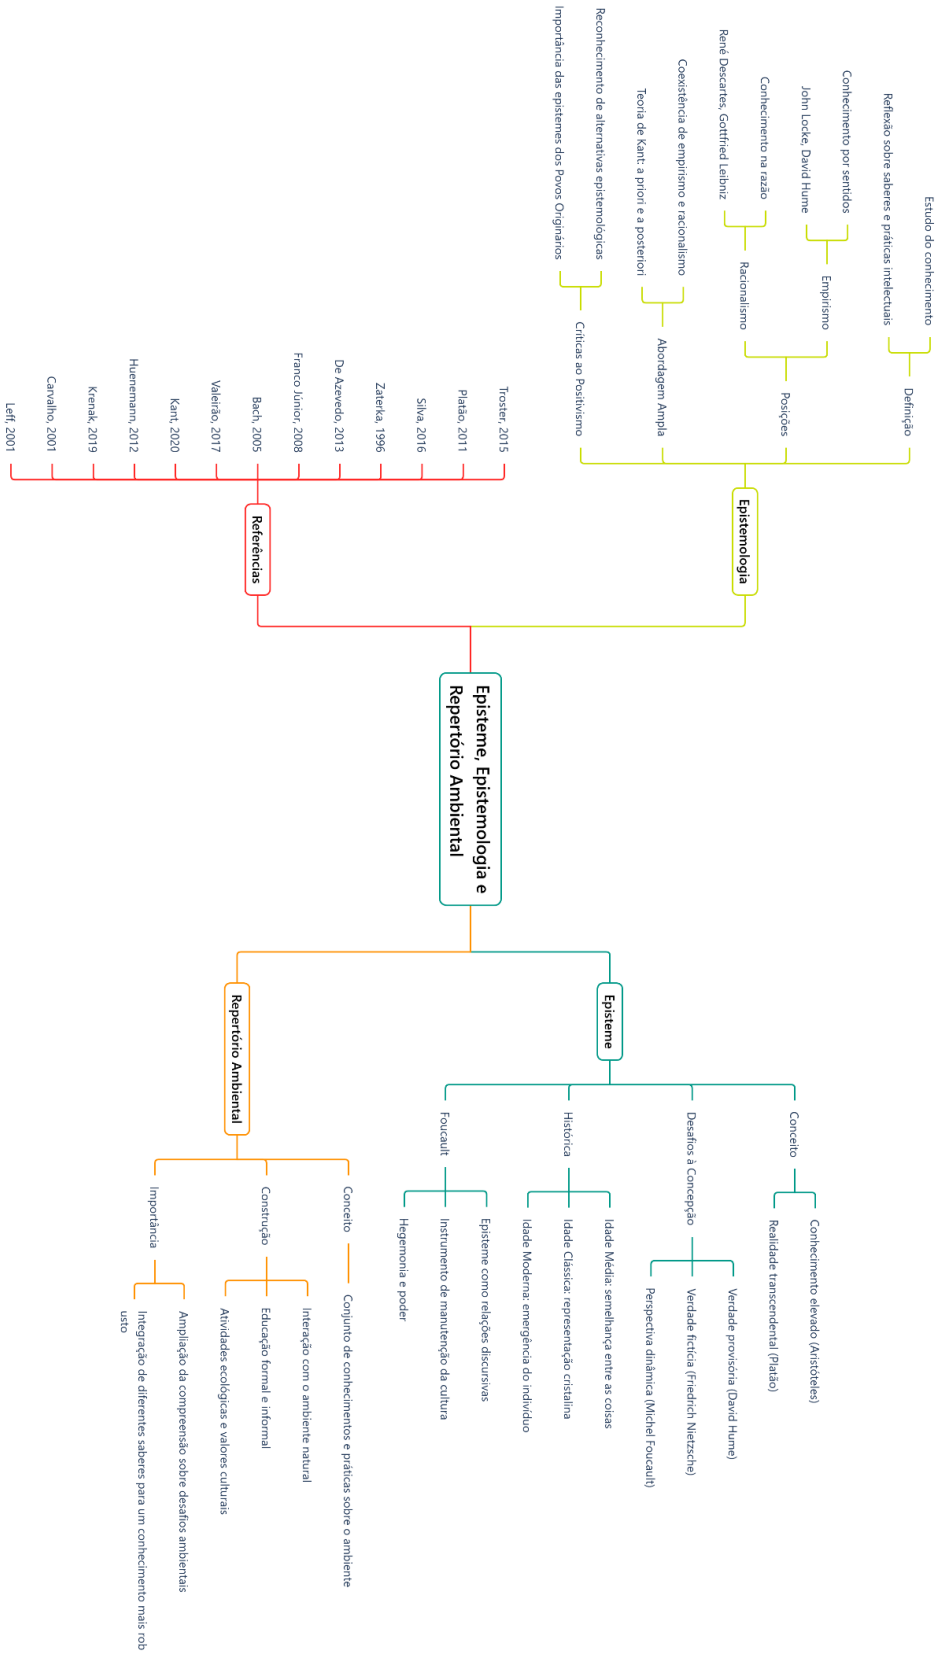 Episteme, Epistemologia e
Repertório Ambiental
Epistemologia
Definição
Estudo do conhecimento
Reflexão sobre saberes e práticas intelectuais
Posições
Empirismo
Conhecimento por sentidos
John Locke, David Hume
Racionalismo
Conhecimento na razão
René Descartes, Gottfried Leibniz
Abordagem Ampla
Coexistência de empirismo e racionalismo
Teoria de Kant: a priori e a posteriori
Críticas ao Positivismo
Reconhecimento de alternativas epistemológicas
Importância das epistemes dos Povos Originários
Referências
Troster, 2015
Platão, 2011
Silva, 2016
Zaterka, 1996
De Azevedo, 2013
Franco Júnior, 2008
Bach, 2005
Valeirão, 2017
Kant, 2020
Huenemann, 2012
Krenak, 2019
Carvalho, 2001
Leff, 2001
Episteme
Conceito
Conhecimento elevado (Aristóteles)
Realidade transcendental (Platão)
Desafios à Concepção
Verdade provisória (David Hume)
Verdade fictícia (Friedrich Nietzsche)
Perspectiva dinâmica (Michel Foucault)
Histórica
Idade Média: semelhança entre as coisas
Idade Clássica: representação cristalina
Idade Moderna: emergência do indivíduo
Foucault
Episteme como relações discursivas
Instrumento de manutenção da cultura
Hegemonia e poder
Repertório Ambiental
Conceito
Conjunto de conhecimentos e práticas sobre o ambiente
Construção
Interação com o ambiente natural
Educação formal e informal
Atividades ecológicas e valores culturais
Importância
Ampliação da compreensão sobre desafios ambientais
Integração de diferentes saberes para um conhecimento mais rob
usto